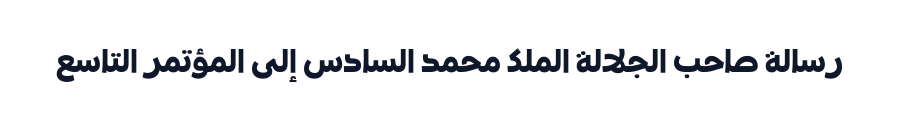 رسالة صاحب الجلالة الملك محمد السادس إلى المؤتمر التاسع